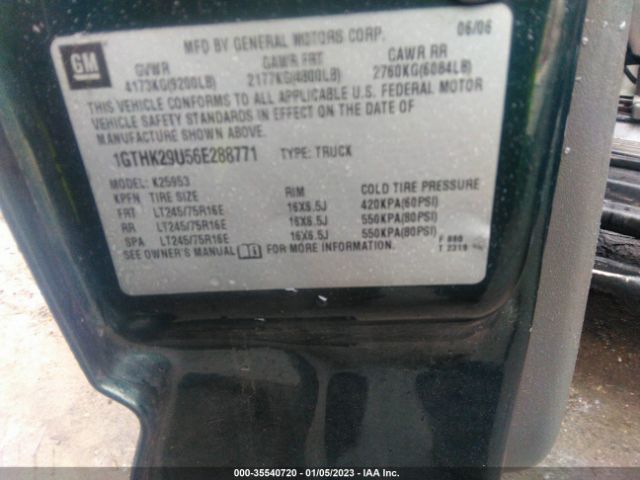 GM
MFD BY GENERAL MOTORS CORP. 06/06
GVWR GAWR FRT GAWR RR
4173KG(9200LB) 2177KG(4800LB) 2760KG(6084LB)
THIS VEHICLE CONFORMS TO ALL APPLICABLE U.S. FEDERAL MOTOR
VEHICLE SAFETY STANDARDS IN EFFECT ON THE DATE OF
MANUFACTURE SHOWN ABOVE.
1GTHK29U56E288771 TYPE: TRUCK
MODEL: K25953
KPFN TIRE SIZE RIM COLD TIRE PRESSURE
FRT LT245/75R16E 16X6.5J 420KPA(60PSI)
RR LT245/75R16E 16X6.5J 550KPA(80PSI)
SPA LT245/75R16E 16X6.5J 550KPA(80PSI)
SEE OWNER'S MANUAL FOR MORE INFORMATION.
T 2219
000-35540720 — 01/05/2023 - IAA Inc.